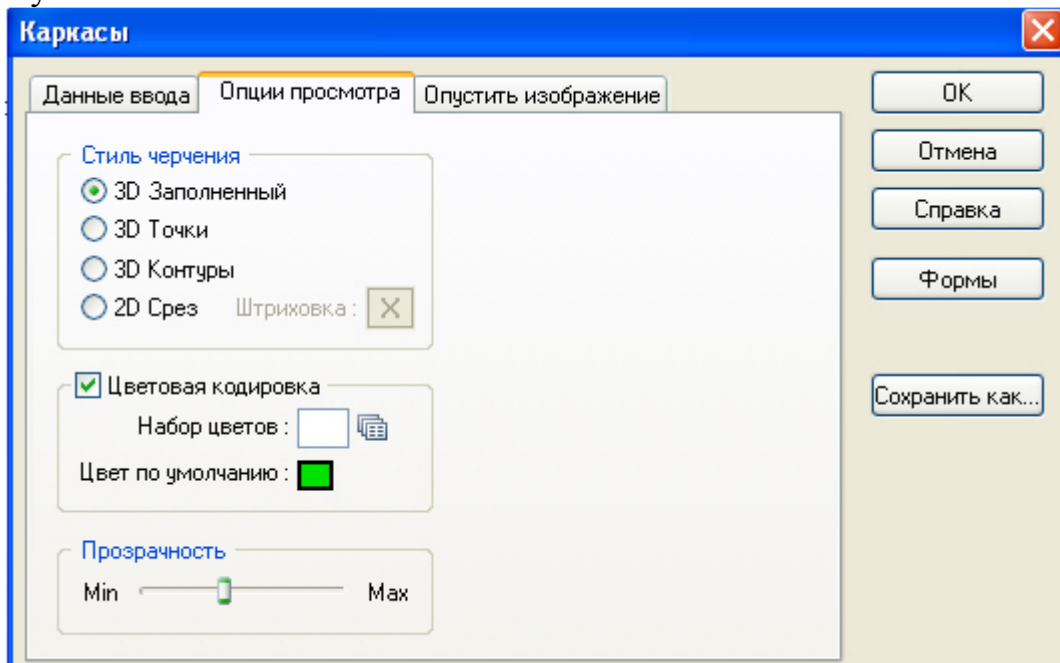 Каркасы
Данные ввода Опции просмотра Опустить изображение
Стиль черчения
3D Заполненный
3D Точки
3D Контуры
2D Срез Штриховка :
Цветовая кодировка
Набор цветов :
Цвет по умолчанию :
Прозрачность
Min Max
OK
Отмена
Справка
Формы
Сохранить как...